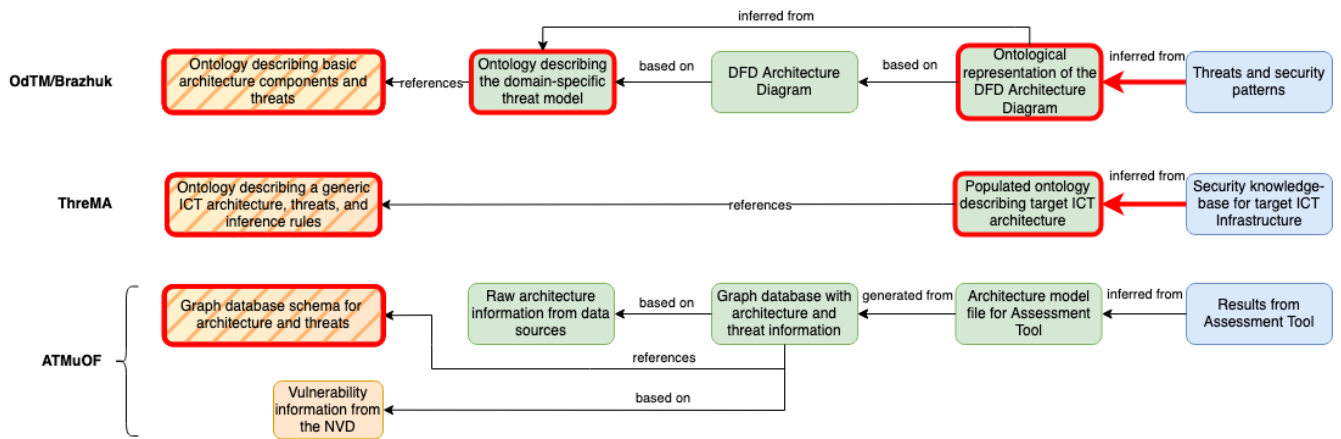 inferred from
OdTM/Brazhuk
Ontology describing basic
architecture components and
threats
references
Ontology describing
the domain-specific
threat model
based on
DFD Architecture
Diagram
based on
Ontological
representation of the
DFD Architecture
Diagram
inferred from
Threats and security
patterns
ThreMA
Ontology describing a generic
ICT architecture, threats, and
inference rules
references
Populated ontology
describing target ICT
architecture
inferred from
Security knowledge-
base for target ICT
Infrastructure
ATMuOF
Graph database schema for
architecture and threats
Raw architecture
information from data
sources
based on
Graph database with
architecture and
threat information
generated from
Architecture model
file for Assessment
Tool
inferred from
Results from
Assessment Tool
references
Vulnerability
information from
the NVD
based on